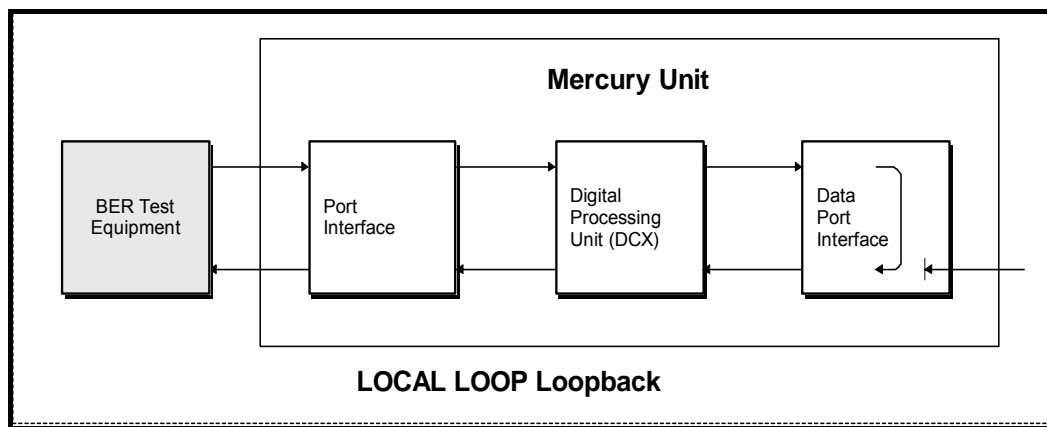 Mercury Unit
BER Test
Equipment
Port
Interface
Digital
Processing
Unit (DCX)
Data
Port
Interface
LOCAL LOOP Loopback